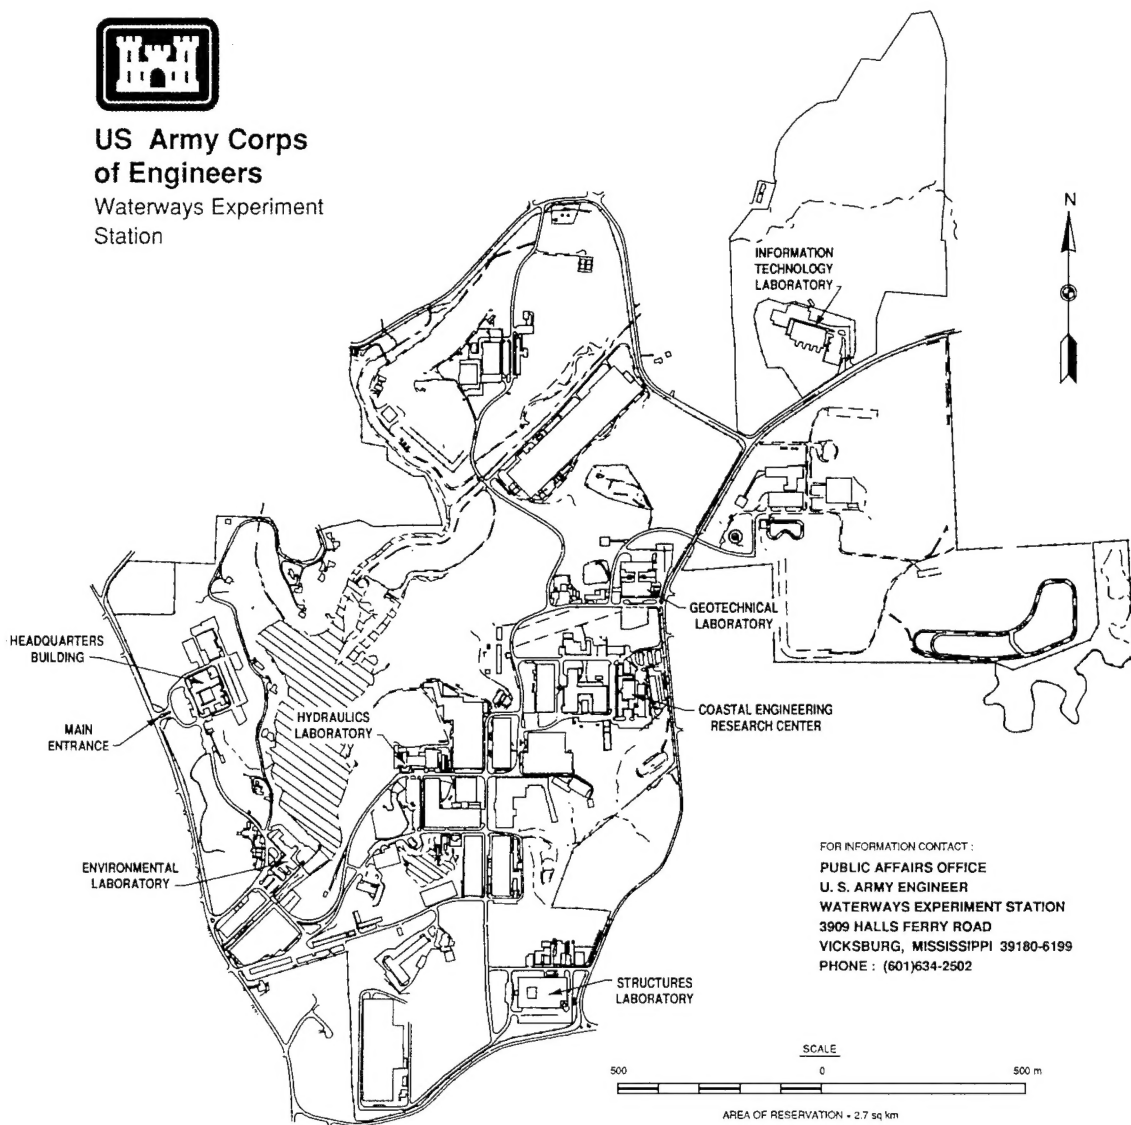 US Army Corps
of Engineers
Waterways Experiment
Station
N
INFORMATION
TECHNOLOGY
LABORATORY
GEOTECHNICAL
LABORATORY
HEADQUARTERS
BUILDING
MAIN
ENTRANCE
HYDRAULICS
LABORATORY
COASTAL ENGINEERING
RESEARCH CENTER
ENVIRONMENTAL
LABORATORY
STRUCTURES
LABORATORY
FOR INFORMATION CONTACT :
PUBLIC AFFAIRS OFFICE
U. S. ARMY ENGINEER
WATERWAYS EXPERIMENT STATION
3909 HALLS FERRY ROAD
VICKSBURG, MISSISSIPPI 39180-6199
PHONE : (601)634-2502
SCALE
500 0 500 m
AREA OF RESERVATION = 2.7 sq km